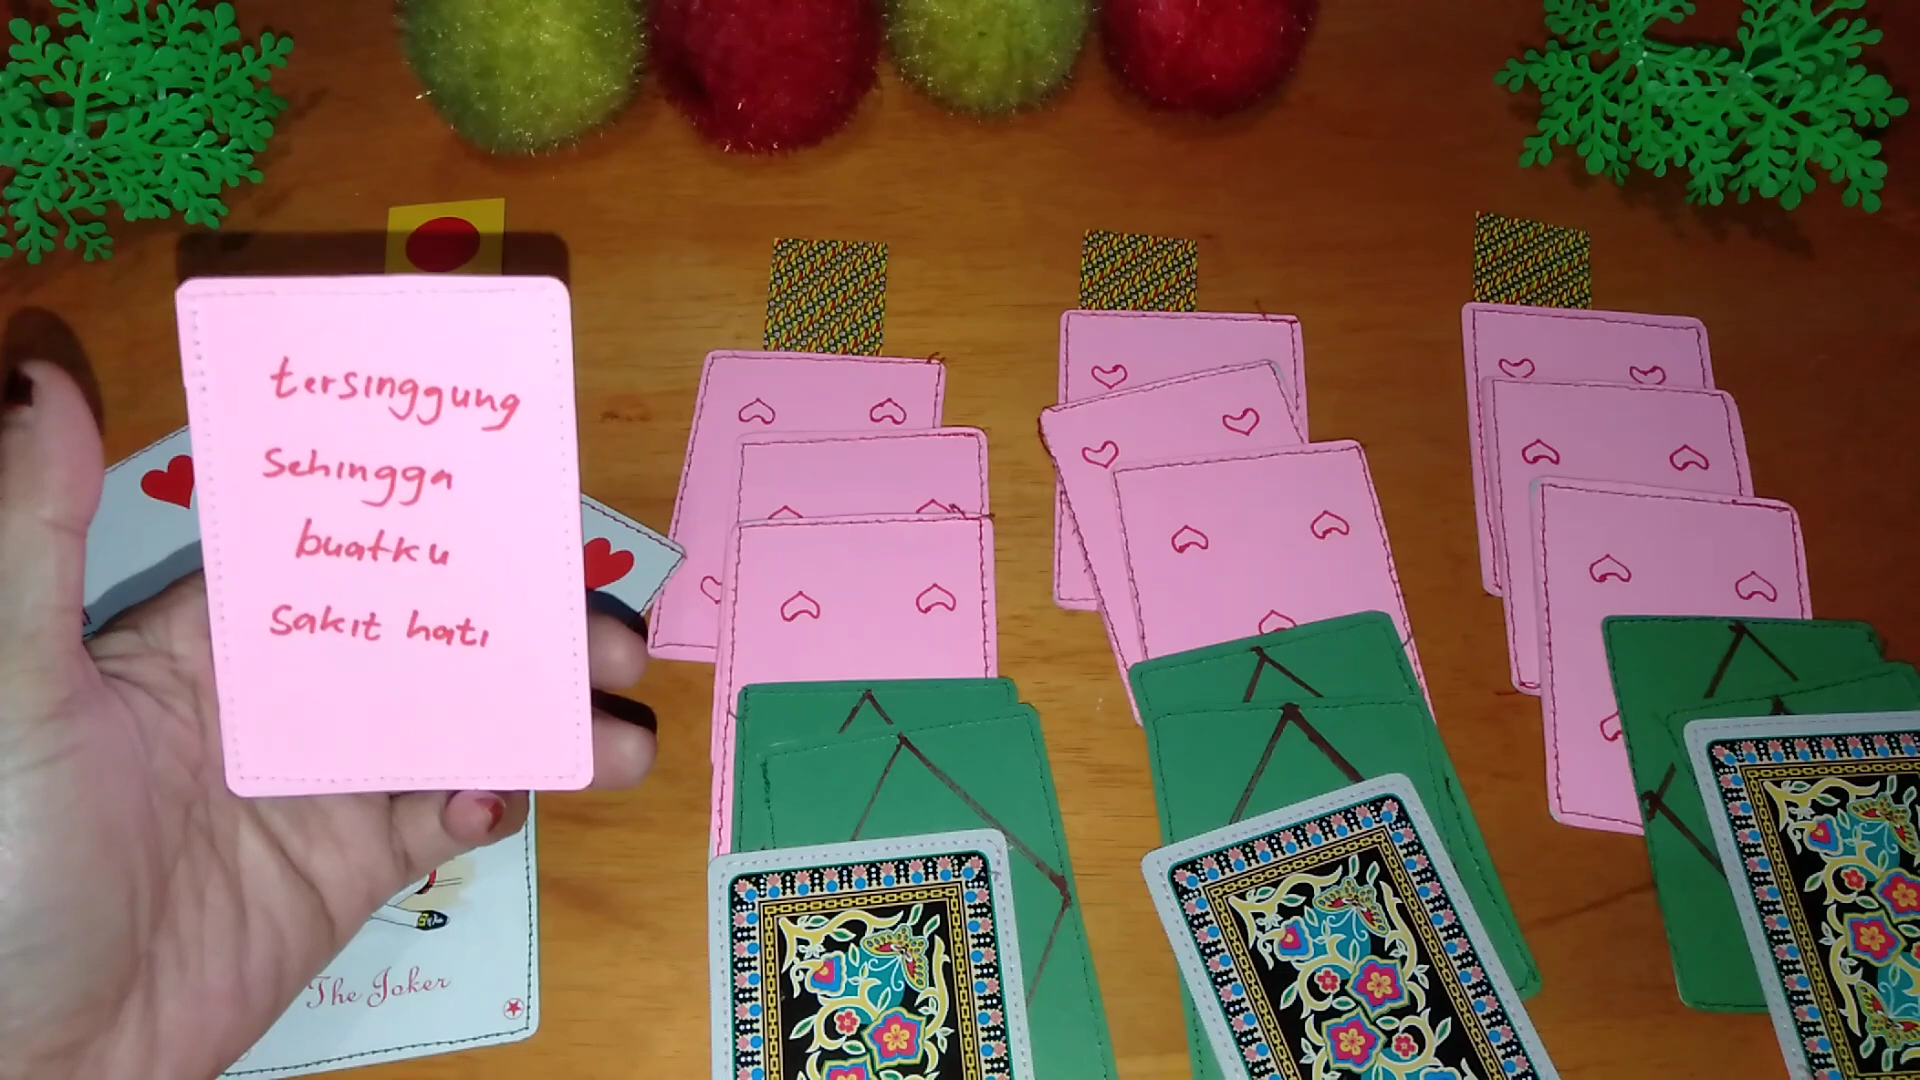 tersinggung
sehingga
buatku
sakit hati
The Joker